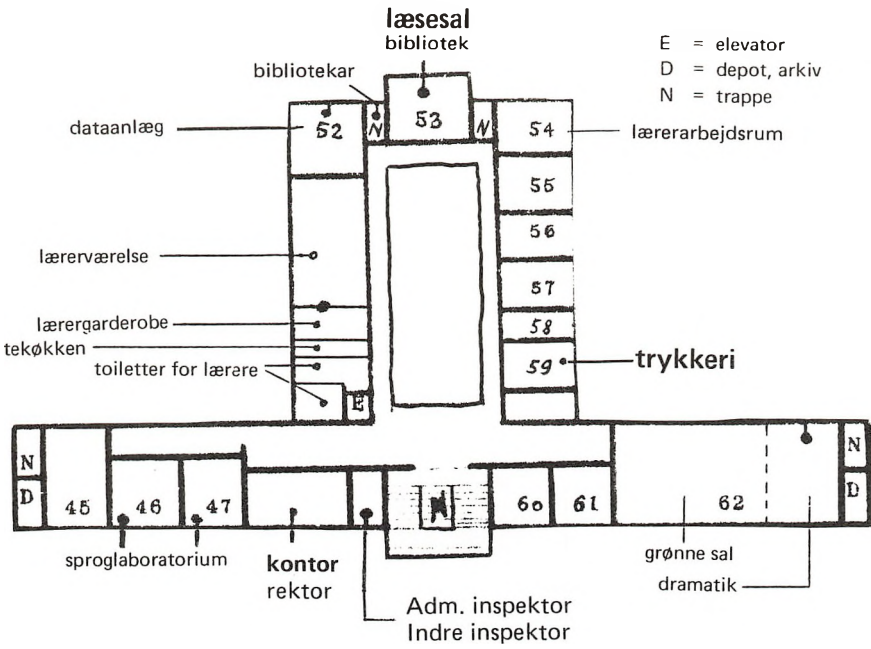 læsesal
bibliotek
E = elevator
D = depot, arkiv
N = trappe
bibliotekar
dataanlæg
52
N
53
N
54
lærerarbejdsrum
55
56
lærerværelse
57
lærergarderobe
58
tekøkken
59
trykkeri
toiletter for lærere
E
N
D
45
46
47
N
60
61
62
N
D
sproglaboratorium
kontor
rektor
grønne sal
dramatik
Adm. inspektor
Indre inspektor